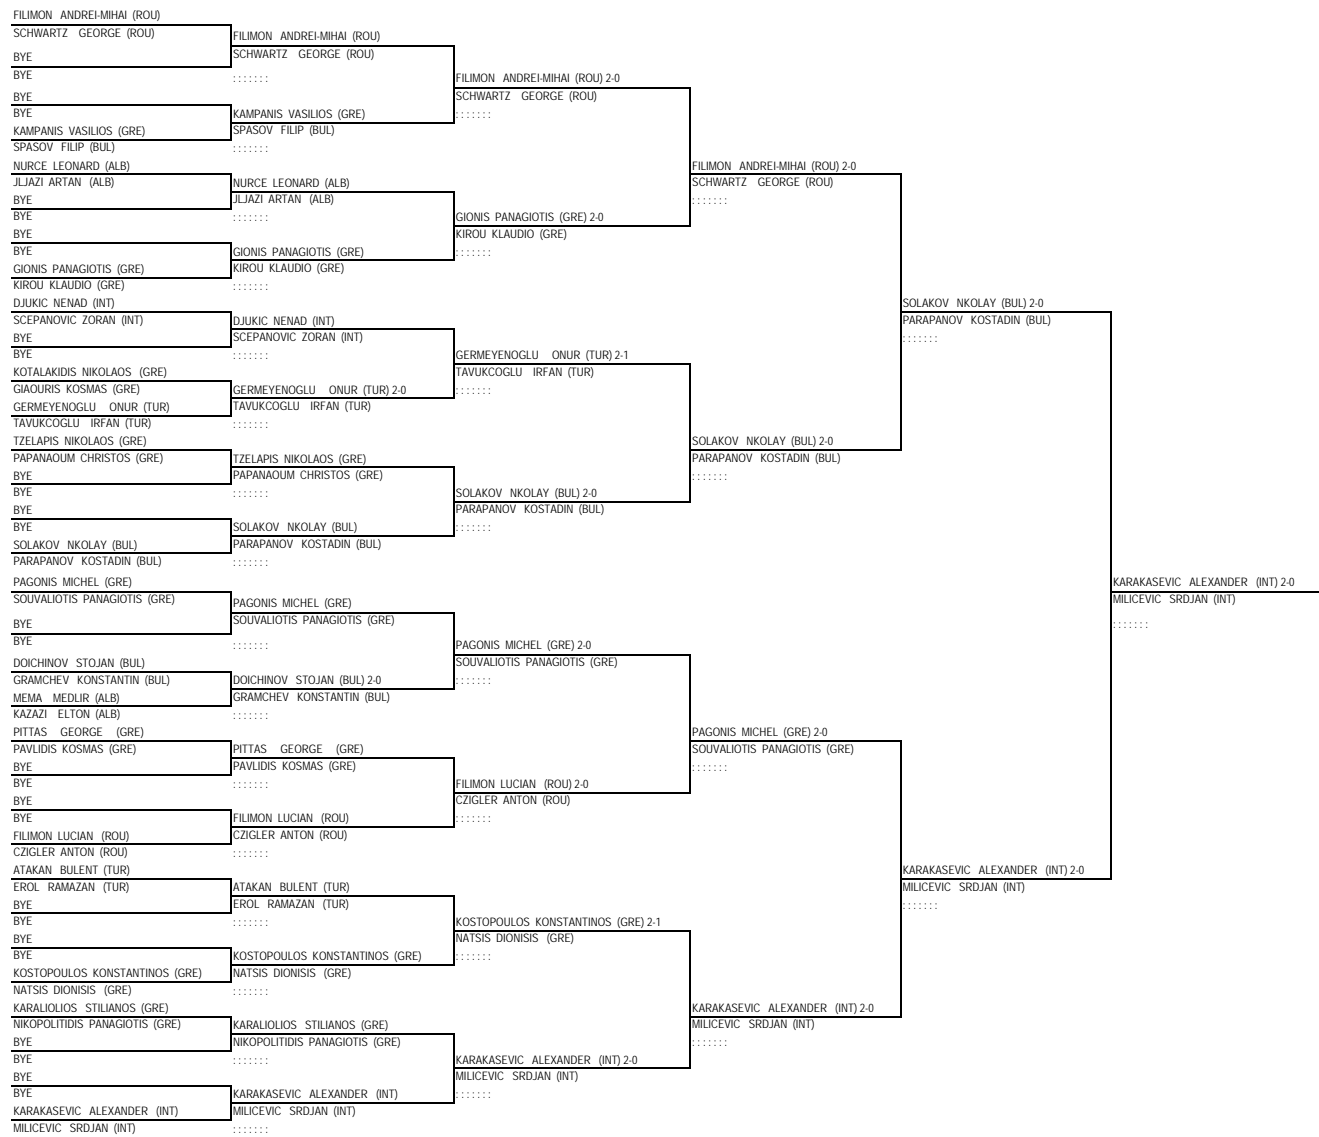 FILIMON ANDREI-MIHAI (ROU)
SCHWARTZ GEORGE (ROU)
BYE
BYE
BYE
BYE
KAMPANIS VASILIOS (GRE)
SPASOV FILIP (BUL)
NURCE LEONARD (ALB)
JLJAZI ARTAN (ALB)
BYE
BYE
BYE
BYE
GIONIS PANAGIOTIS (GRE)
KIROU KLAUDIO (GRE)
DJUKIC NENAD (INT)
SCEPANOVIC ZORAN (INT)
BYE
BYE
KOTALAKIDIS NIKOLAOS (GRE)
GIAOURIS KOSMAS (GRE)
GERMEYENOGLU ONUR (TUR)
TAVUKCOGLU IRFAN (TUR)
TZELAPIS NIKOLAOS (GRE)
PAPANAOUM CHRISTOS (GRE)
BYE
BYE
BYE
BYE
SOLAKOV NKOLAY (BUL)
PARAPANOV KOSTADIN (BUL)
PAGONIS MICHEL (GRE)
SOUVALIOTIS PANAGIOTIS (GRE)
BYE
BYE
DOICHINOV STOJAN (BUL)
GRAMCHEV KONSTANTIN (BUL)
MEMA MEDLIR (ALB)
KAZAZI ELTON (ALB)
PITTAS GEORGE (GRE)
PAVLIDIS KOSMAS (GRE)
BYE
BYE
BYE
BYE
FILIMON LUCIAN (ROU)
CZIGLER ANTON (ROU)
ATAKAN BULENT (TUR)
EROL RAMAZAN (TUR)
BYE
BYE
BYE
BYE
KOSTOPOULOS KONSTANTINOS (GRE)
NATSIS DIONISIS (GRE)
KARALIOLIOS STILIANOS (GRE)
NIKOPOLITIDIS PANAGIOTIS (GRE)
BYE
BYE
BYE
BYE
KARAKASEVIC ALEXANDER (INT)
MILICEVIC SRDJAN (INT)
FILIMON ANDREI-MIHAI (ROU)
SCHWARTZ GEORGE (ROU)
:::::::
KAMPANIS VASILIOS (GRE)
SPASOV FILIP (BUL)
:::::::
NURCE LEONARD (ALB)
JLJAZI ARTAN (ALB)
:::::::
GIONIS PANAGIOTIS (GRE)
KIROU KLAUDIO (GRE)
:::::::
DJUKIC NENAD (INT)
SCEPANOVIC ZORAN (INT)
:::::::
GERMEYENOGLU ONUR (TUR) 2-0
TAVUKCOGLU IRFAN (TUR)
:::::::
TZELAPIS NIKOLAOS (GRE)
PAPANAOUM CHRISTOS (GRE)
:::::::
SOLAKOV NKOLAY (BUL)
PARAPANOV KOSTADIN (BUL)
:::::::
PAGONIS MICHEL (GRE)
SOUVALIOTIS PANAGIOTIS (GRE)
:::::::
DOICHINOV STOJAN (BUL) 2-0
GRAMCHEV KONSTANTIN (BUL)
:::::::
PITTAS GEORGE (GRE)
PAVLIDIS KOSMAS (GRE)
:::::::
FILIMON LUCIAN (ROU)
CZIGLER ANTON (ROU)
:::::::
ATAKAN BULENT (TUR)
EROL RAMAZAN (TUR)
:::::::
KOSTOPOULOS KONSTANTINOS (GRE)
NATSIS DIONISIS (GRE)
:::::::
KARALIOLIOS STILIANOS (GRE)
NIKOPOLITIDIS PANAGIOTIS (GRE)
:::::::
KARAKASEVIC ALEXANDER (INT)
MILICEVIC SRDJAN (INT)
:::::::
FILIMON ANDREI-MIHAI (ROU) 2-0
SCHWARTZ GEORGE (ROU)
:::::::
GIONIS PANAGIOTIS (GRE) 2-0
KIROU KLAUDIO (GRE)
:::::::
GERMEYENOGLU ONUR (TUR) 2-1
TAVUKCOGLU IRFAN (TUR)
:::::::
SOLAKOV NKOLAY (BUL) 2-0
PARAPANOV KOSTADIN (BUL)
:::::::
PAGONIS MICHEL (GRE) 2-0
SOUVALIOTIS PANAGIOTIS (GRE)
:::::::
FILIMON LUCIAN (ROU) 2-0
CZIGLER ANTON (ROU)
:::::::
KOSTOPOULOS KONSTANTINOS (GRE) 2-1
NATSIS DIONISIS (GRE)
:::::::
KARAKASEVIC ALEXANDER (INT) 2-0
MILICEVIC SRDJAN (INT)
:::::::
FILIMON ANDREI-MIHAI (ROU) 2-0
SCHWARTZ GEORGE (ROU)
:::::::
SOLAKOV NKOLAY (BUL) 2-0
PARAPANOV KOSTADIN (BUL)
:::::::
PAGONIS MICHEL (GRE) 2-0
SOUVALIOTIS PANAGIOTIS (GRE)
:::::::
KARAKASEVIC ALEXANDER (INT) 2-0
MILICEVIC SRDJAN (INT)
:::::::
SOLAKOV NKOLAY (BUL) 2-0
PARAPANOV KOSTADIN (BUL)
:::::::
KARAKASEVIC ALEXANDER (INT) 2-0
MILICEVIC SRDJAN (INT)
:::::::
KARAKASEVIC ALEXANDER (INT) 2-0
MILICEVIC SRDJAN (INT)
:::::::